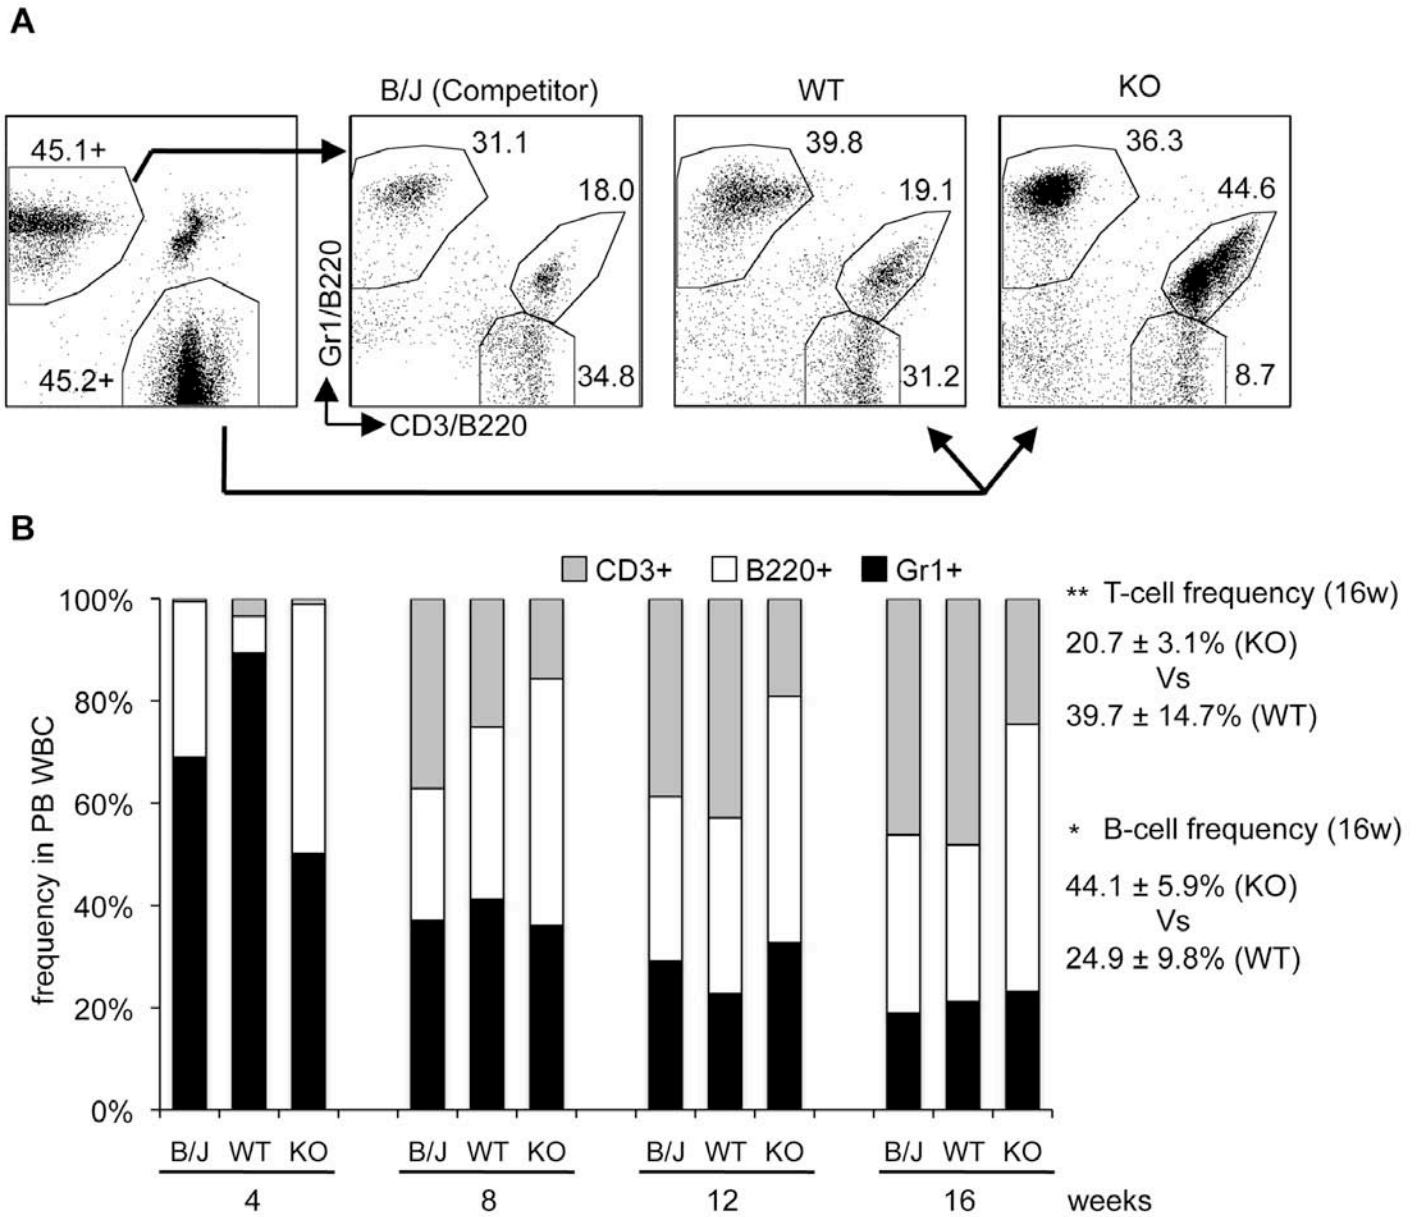 A
B/J (Competitor)
WT
KO
45.1+
45.2+
31.1
18.0
34.8
39.8
19.1
31.2
36.3
44.6
8.7
Gr1/B220
CD3/B220
B
CD3+
B220+
Gr1+
frequency in PB WBC
100%
80%
60%
40%
20%
0%
B/J WT KO
B/J WT KO
B/J WT KO
B/J WT KO
4 8 12 16 weeks
** T-cell frequency (16w)
20.7 ± 3.1% (KO)
Vs
39.7 ± 14.7% (WT)
* B-cell frequency (16w)
44.1 ± 5.9% (KO)
Vs
24.9 ± 9.8% (WT)